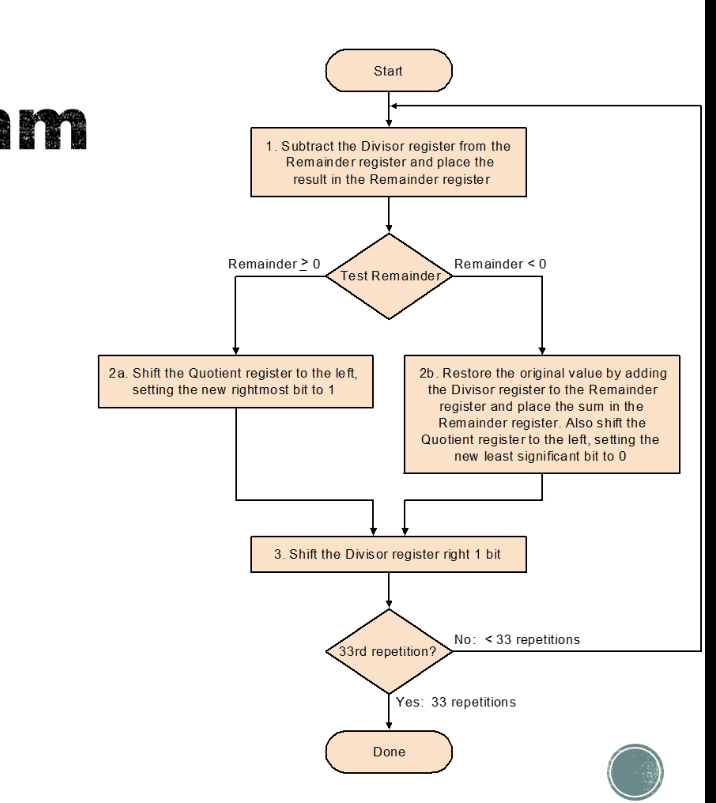 Start
1. Subtract the Divisor register from the
Remainder register and place the
result in the Remainder register
Remainder ≥ 0
Test Remainder
Remainder < 0
2a. Shift the Quotient register to the left,
setting the new rightmost bit to 1
2b. Restore the original value by adding
the Divisor register to the Remainder
register and place the sum in the
Remainder register. Also shift the
Quotient register to the left, setting the
new least significant bit to 0
3. Shift the Divisor register right 1 bit
33rd repetition?
No: < 33 repetitions
Yes: 33 repetitions
Done